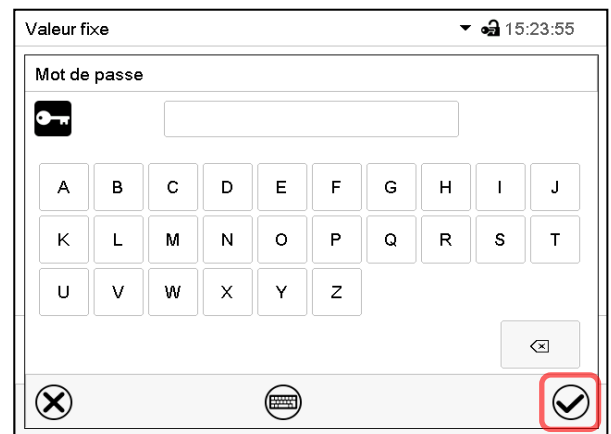 Valeur fixe 15:23:55
Mot de passe
A B C D E F G H I J
K L M N O P Q R S T
U V W X Y Z